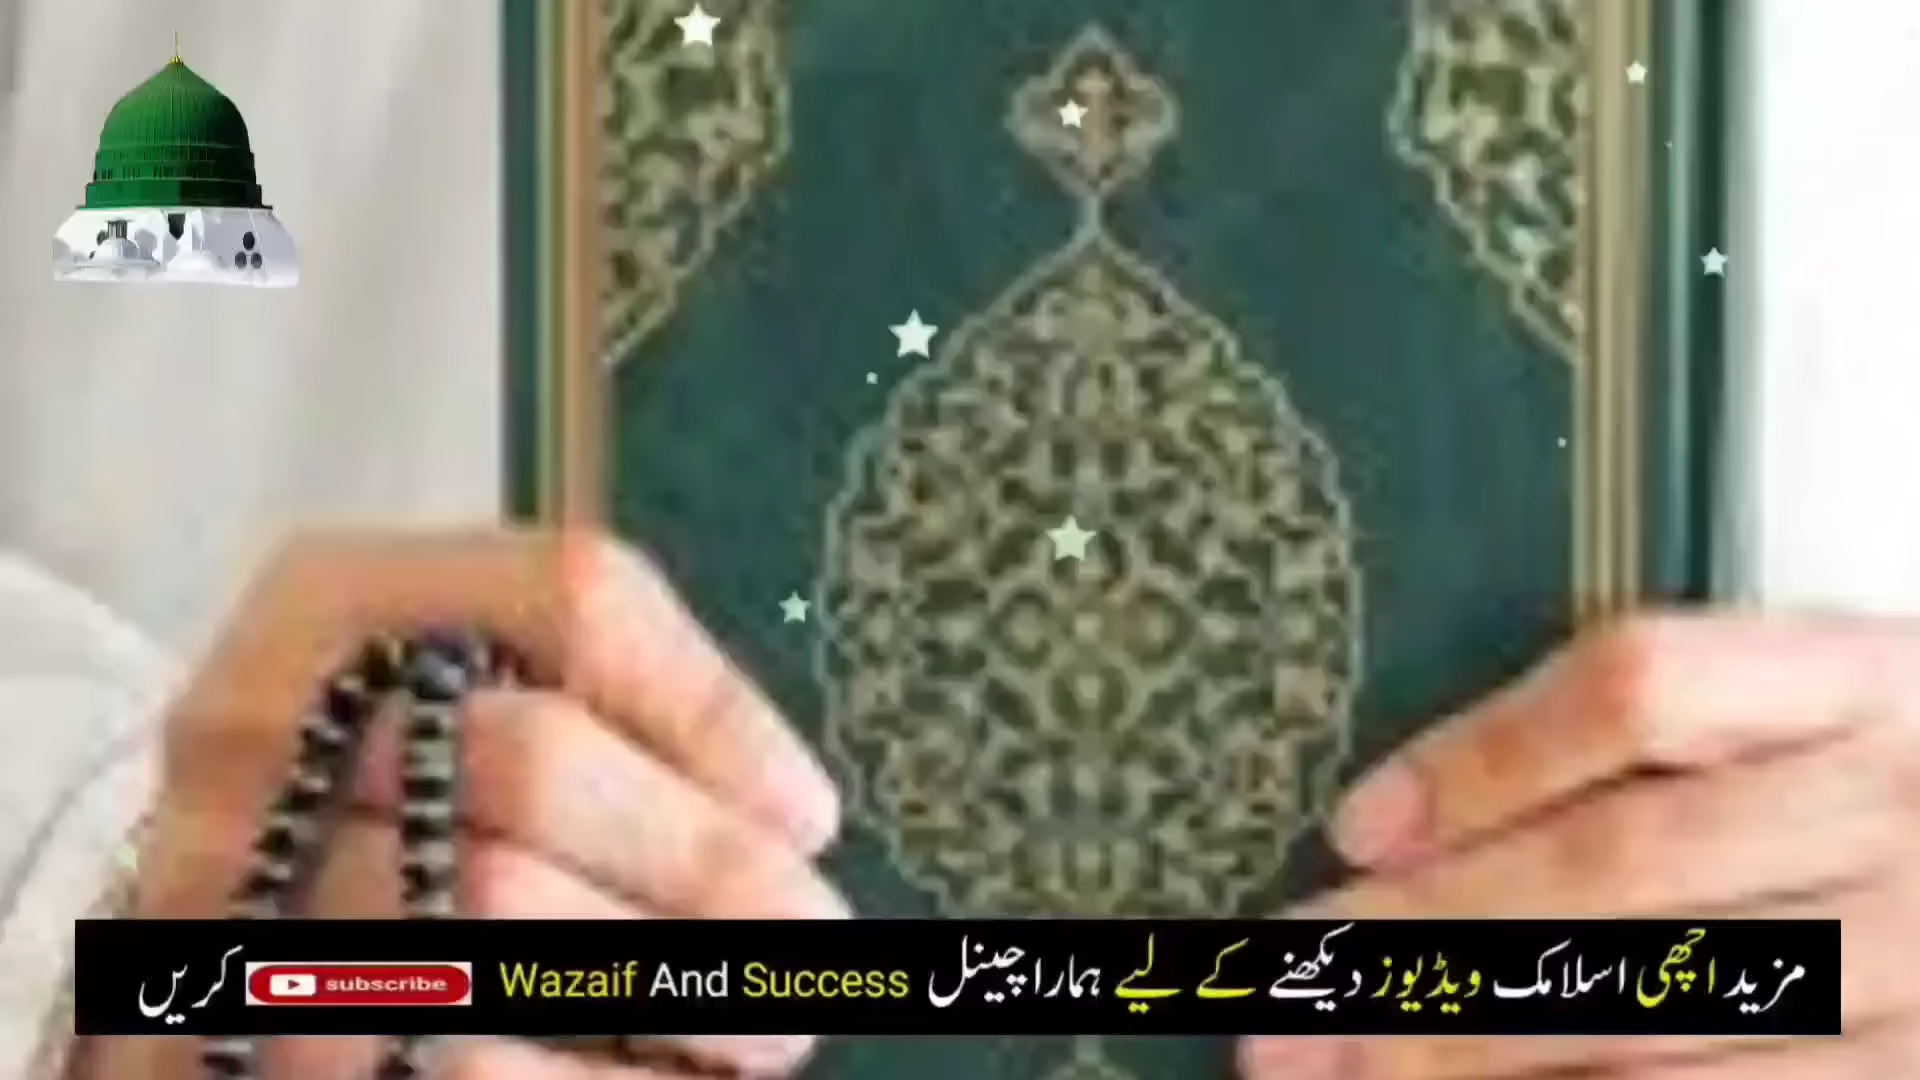 مزید اچھی اسلامک ویڈیوز دیکھنے کے لیے ہمارا چینل Wazaif And Success subscribe کریں